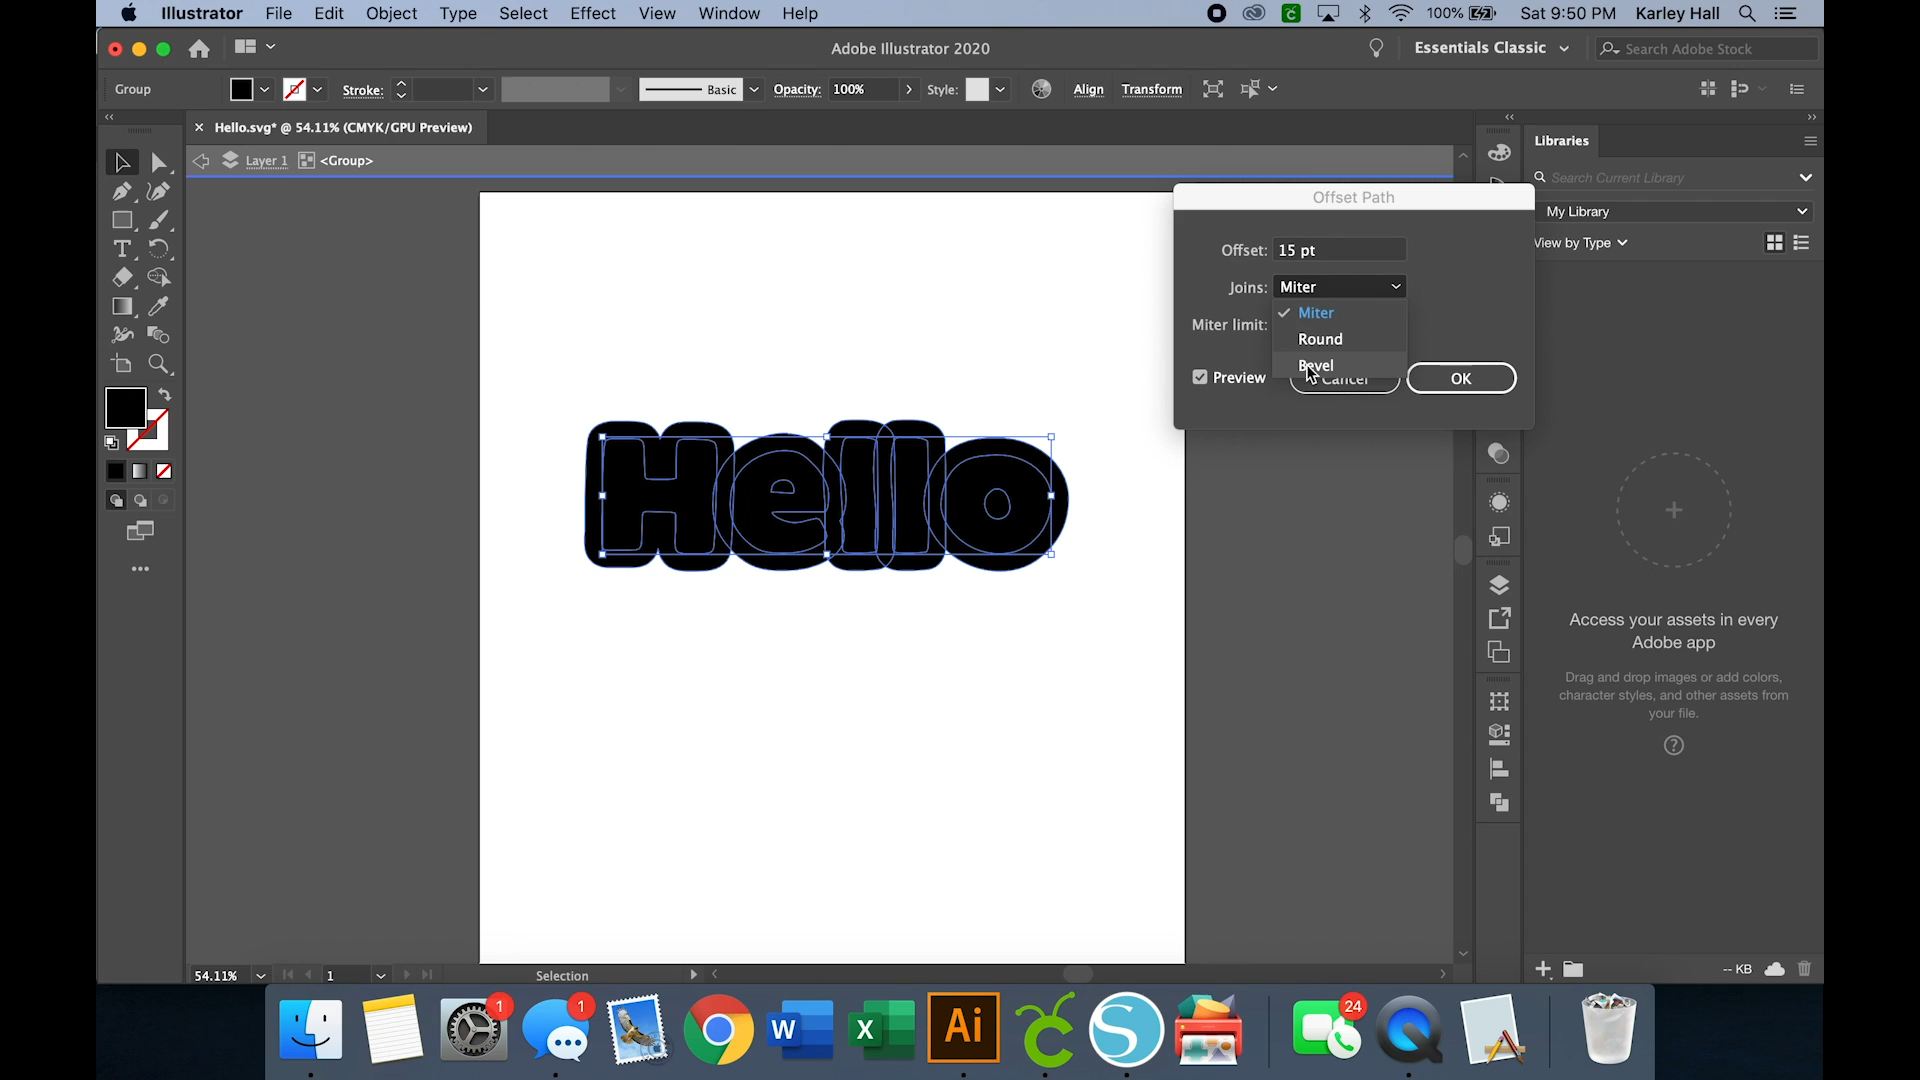 Illustrator File Edit Object Type Select Effect View Window Help 100% Sat 9:50 PM Karley Hall
Adobe Illustrator 2020 Essentials Classic Search Adobe Stock
Group Stroke: Basic Opacity: 100% Style: Align Transform
Hello.svg* @ 54.11% (CMYK/GPU Preview)
Layer 1 <Group>
Libraries
Search Current Library
My Library
View by Type
Offset Path
Offset: 15 pt
Joins: Miter
Miter
Miter limit:
Round
Bevel
Preview Cancel OK
Hello
Access your assets in every
Adobe app
Drag and drop images or add colors,
character styles, and other assets from
your file.
54.11% 1 Selection
-- KB
1 1 24
W X Ai S